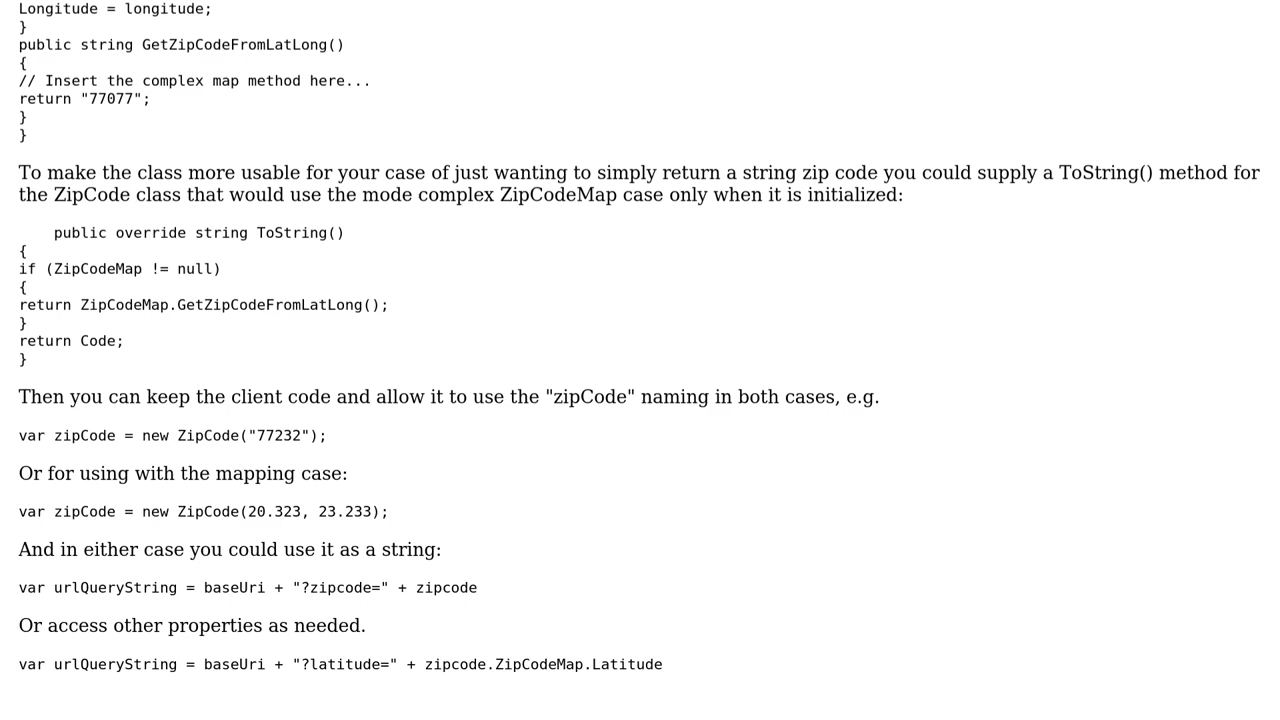 Longitude = longitude;
}
public string GetZipCodeFromLatLong()
{
// Insert the complex map method here...
return "77077";
}
}
To make the class more usable for your case of just wanting to simply return a string zip code you could supply a ToString() method for
the ZipCode class that would use the mode complex ZipCodeMap case only when it is initialized:
public override string ToString()
{
if (ZipCodeMap != null)
{
return ZipCodeMap.GetZipCodeFromLatLong();
}
return Code;
}
Then you can keep the client code and allow it to use the "zipCode" naming in both cases, e.g.
var zipCode = new ZipCode("77232");
Or for using with the mapping case:
var zipCode = new ZipCode(20.323, 23.233);
And in either case you could use it as a string:
var urlQueryString = baseUri + "?zipcode=" + zipcode
Or access other properties as needed.
var urlQueryString = baseUri + "?latitude=" + zipcode.ZipCodeMap.Latitude